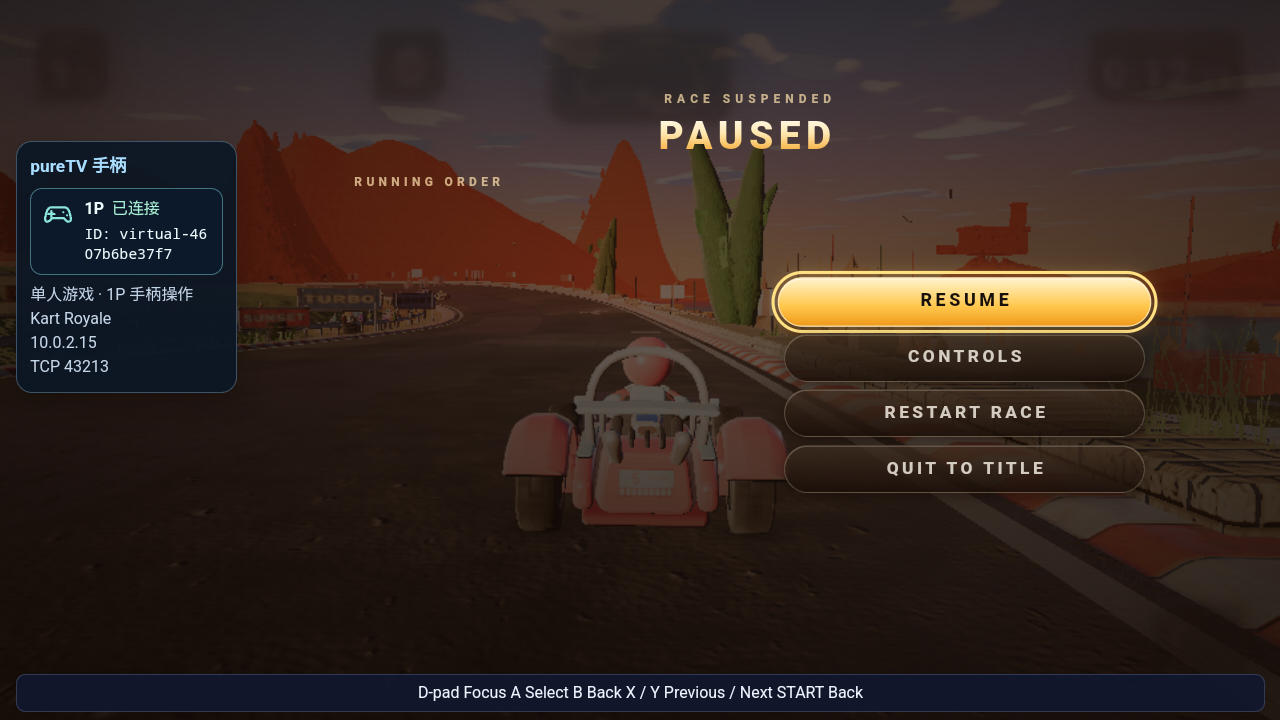 RACE SUSPENDED
PAUSED
pureTV 手柄
1P 已连接
ID: virtual-46
07b6be37f7
单人游戏 · 1P 手柄操作
Kart Royale
10.0.2.15
TCP 43213
RUNNING ORDER
TURBO
SUNSET
RESUME
CONTROLS
RESTART RACE
QUIT TO TITLE
D-pad Focus A Select B Back X / Y Previous / Next START Back